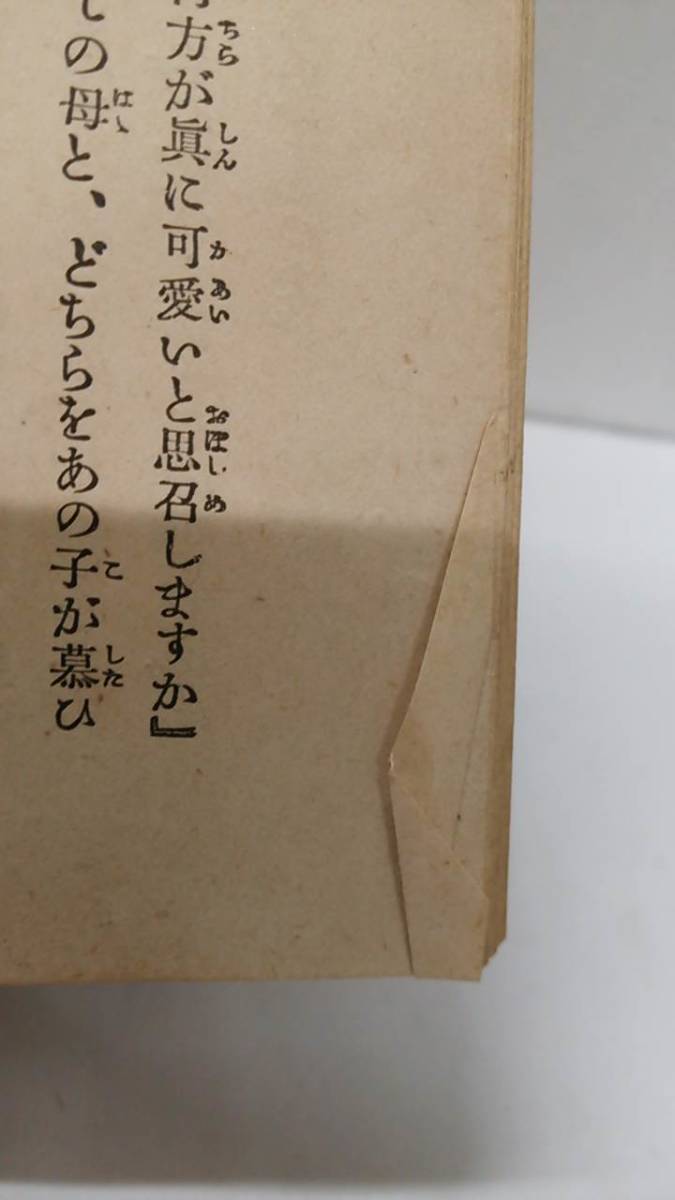 方が眞に可愛いと思召しますか』
の母と、どちらをあの子が慕ひ